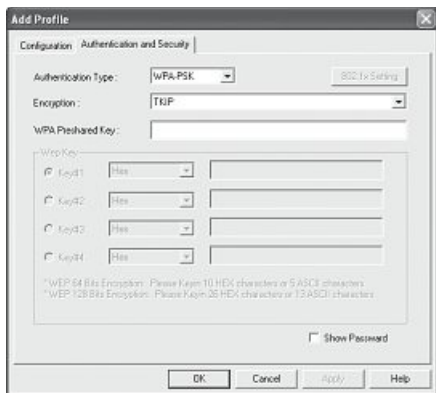 Add Profile
Configuration Authentication and Security
Authentication Type : WPA-PSK 802.1x Setting
Encryption : TKIP
WPA Preshared Key :
Wep Key
Key#1 Hex
Key#2 Hex
Key#3 Hex
Key#4 Hex
* WEP 64 Bits Encryption: Please Keyin 10 HEX characters or 5 ASCII characters
* WEP 128 Bits Encryption: Please Keyin 26 HEX characters or 13 ASCII characters
Show Password
OK Cancel Apply Help